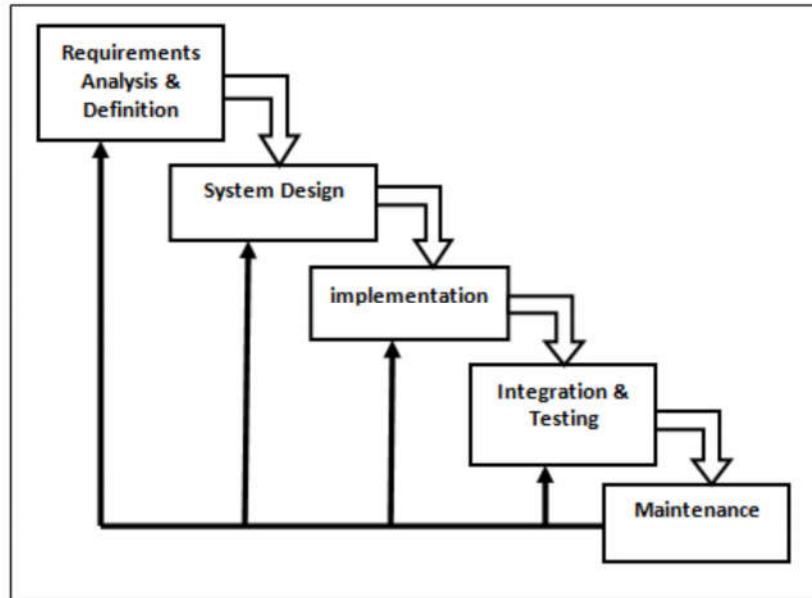 Requirements
Analysis &
Definition
System Design
implementation
Integration &
Testing
Maintenance